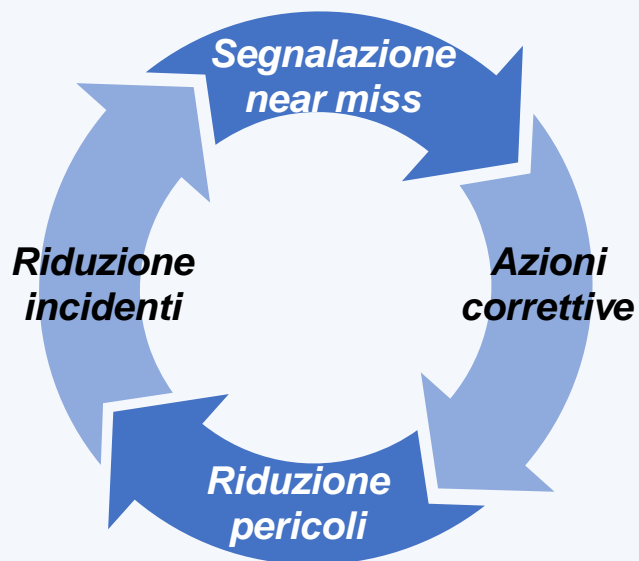 Segnalazione
near miss
Azioni
correttive
Riduzione
pericoli
Riduzione
incidenti